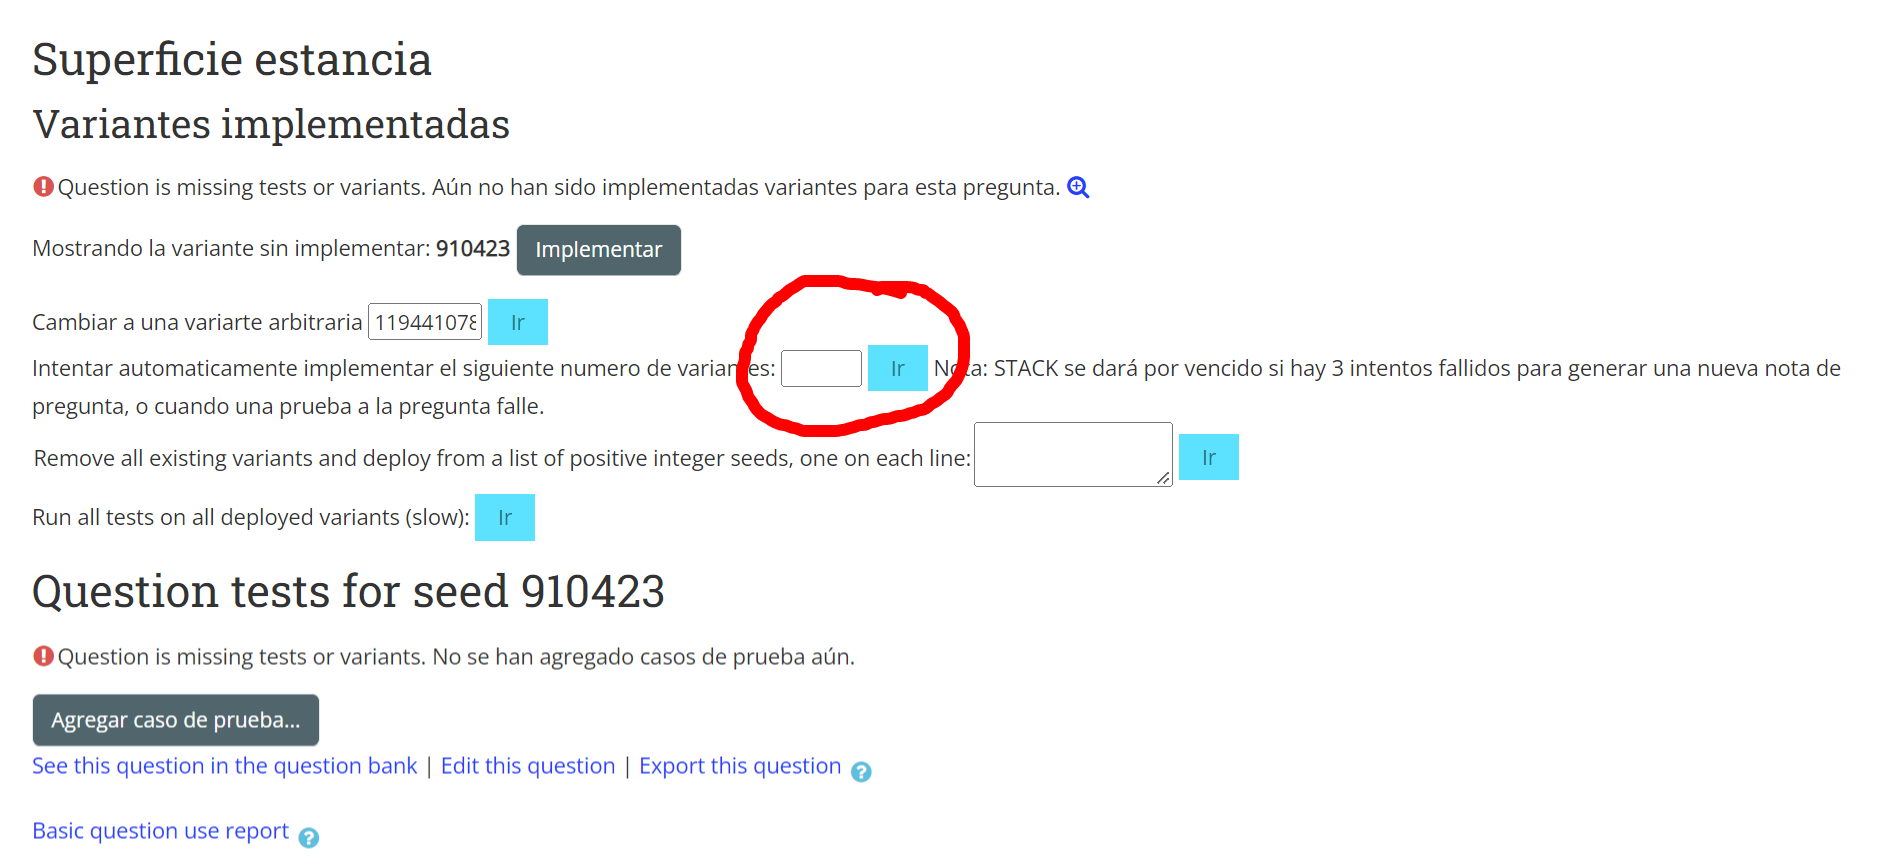 Superficie estancia
Variantes implementadas
Question is missing tests or variants. Aún no han sido implementadas variantes para esta pregunta.
Mostrando la variante sin implementar: 910423 Implementar
Cambiar a una variarte arbitraria 119441078 Ir
Intentar automaticamente implementar el siguiente numero de variantes: Ir Nota: STACK se dará por vencido si hay 3 intentos fallidos para generar una nueva nota de
pregunta, o cuando una prueba a la pregunta falle.
Remove all existing variants and deploy from a list of positive integer seeds, one on each line: Ir
Run all tests on all deployed variants (slow): Ir
Question tests for seed 910423
Question is missing tests or variants. No se han agregado casos de prueba aún.
Agregar caso de prueba...
See this question in the question bank | Edit this question | Export this question ?
Basic question use report ?